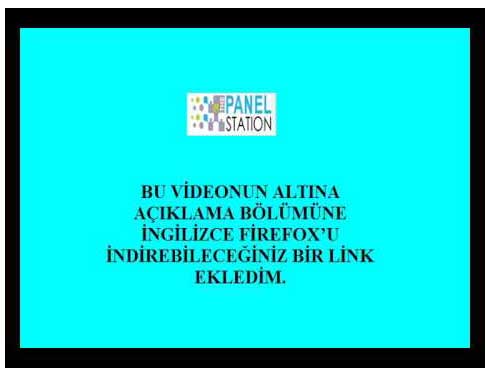 PANEL
STATION
BU VİDEONUN ALTINA
AÇIKLAMA BÖLÜMÜNE
İNGİLİZCE FİREFOX'U
İNDİREBİLECEĞİNİZ BİR LİNK
EKLEDİM.